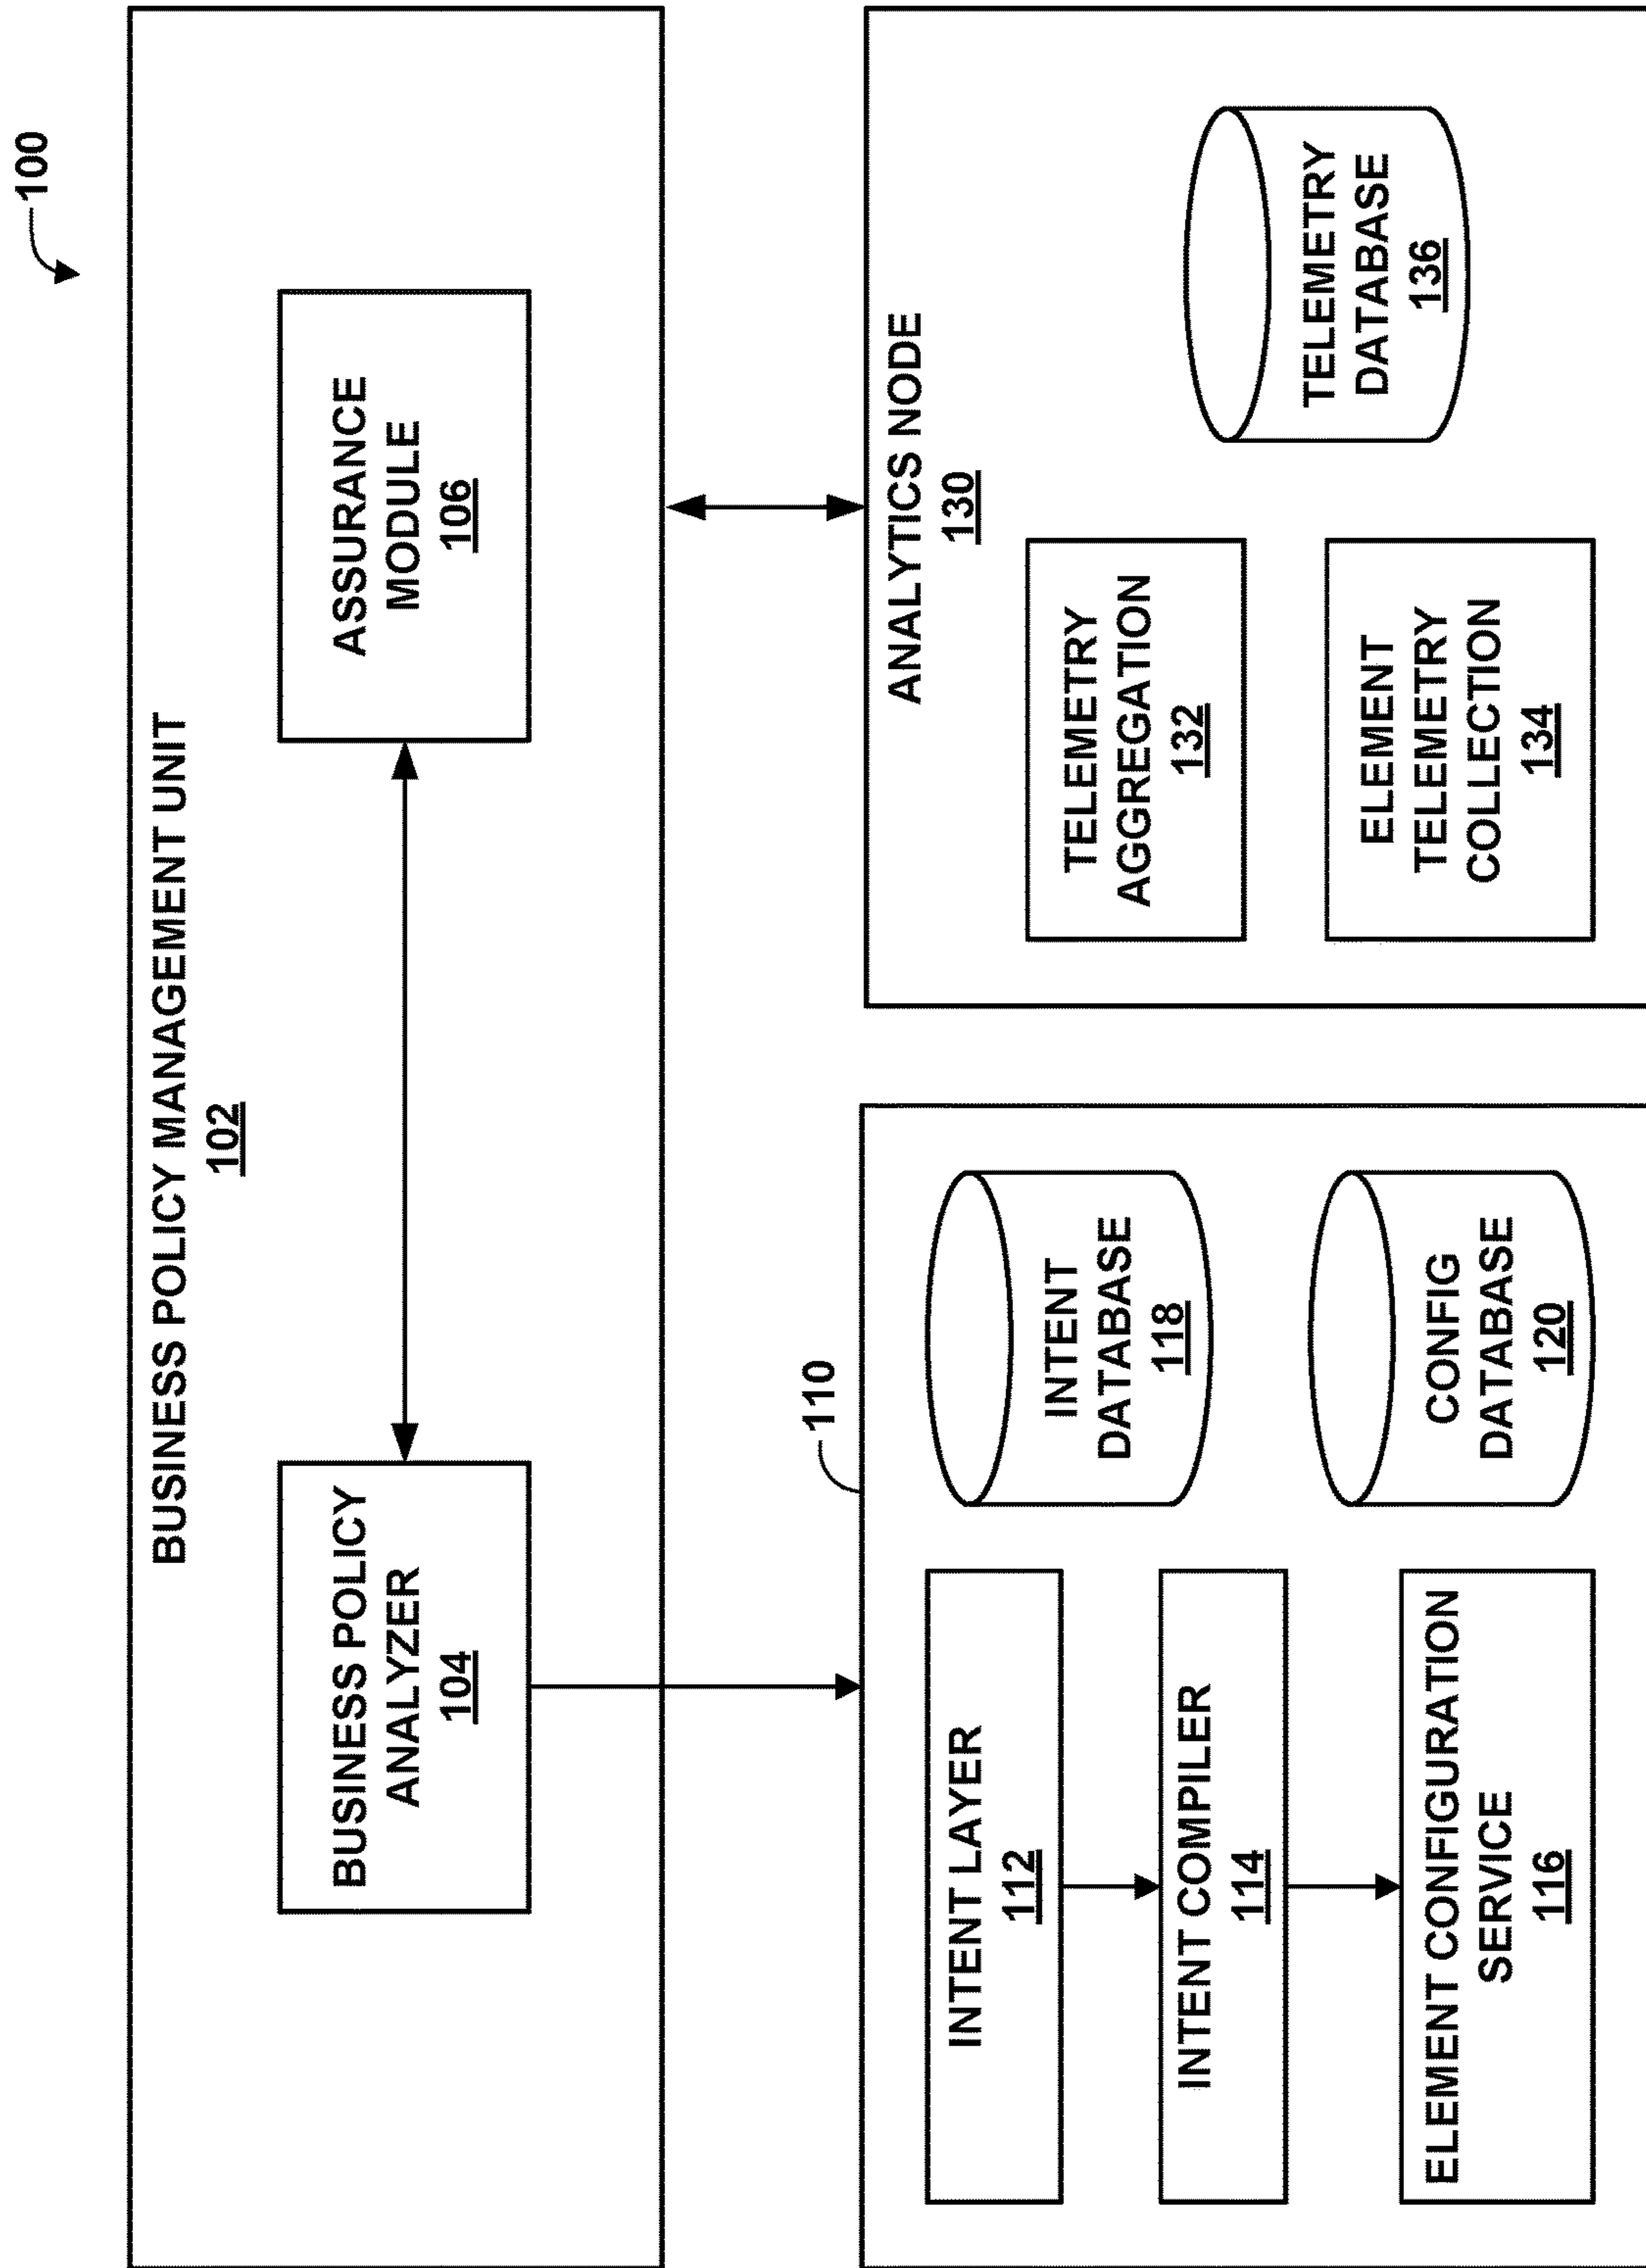 100
BUSINESS POLICY MANAGEMENT UNIT
102
BUSINESS POLICY
ANALYZER
104
ASSURANCE
MODULE
106
110
INTENT LAYER
112
INTENT COMPILER
114
ELEMENT CONFIGURATION
SERVICE
116
INTENT
DATABASE
118
CONFIG
DATABASE
120
ANALYTICS NODE
130
TELEMETRY
AGGREGATION
132
ELEMENT
TELEMETRY
COLLECTION
134
TELEMETRY
DATABASE
136